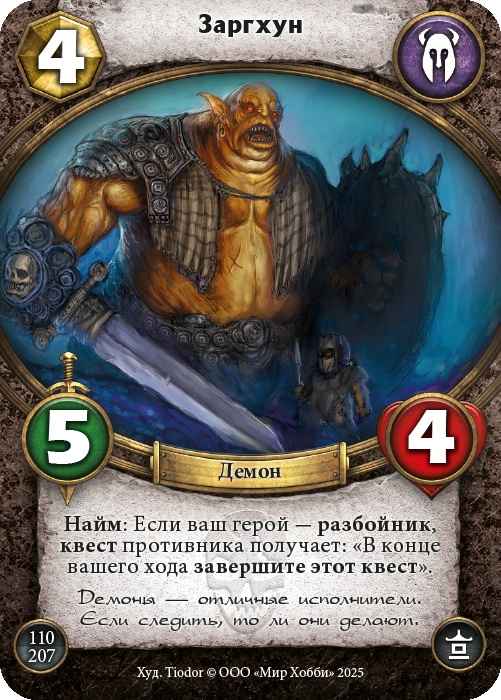 Заргхун
4
5
4
Демон
Найм: Если ваш герой — разбойник,
квест противника получает: «В конце
вашего хода завершите этот квест».
Демоны — отличные исполнители.
Если следить, то ли они делают.
110
207
Худ. Tiodor © ООО «Мир Хобби» 2025